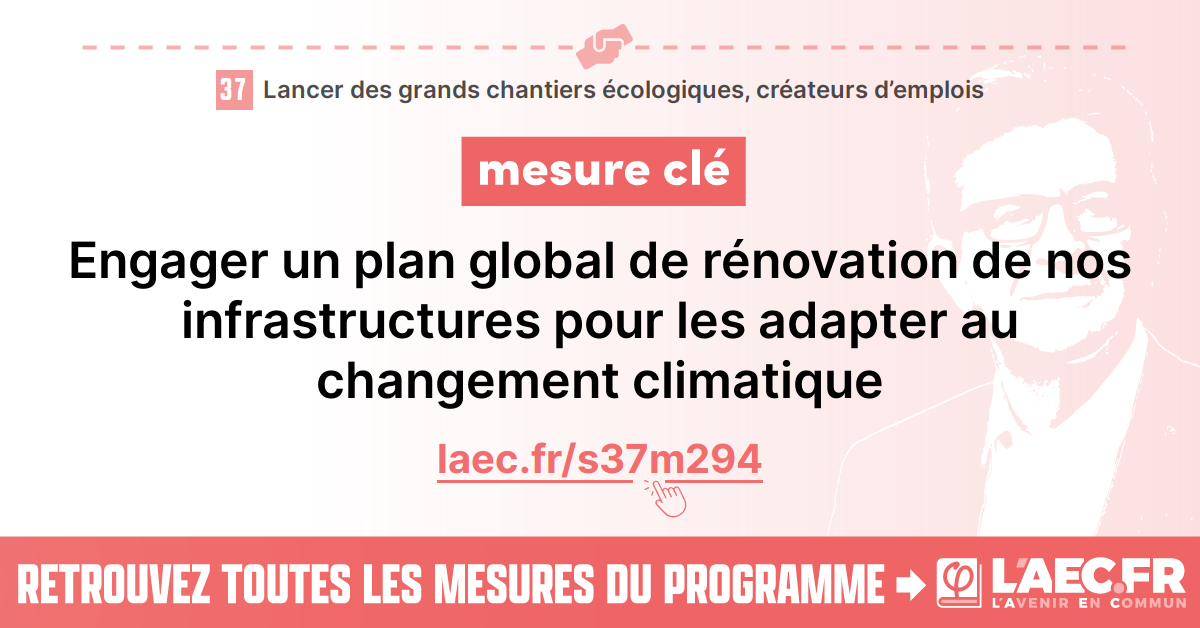 37 Lancer des grands chantiers écologiques, créateurs d’emplois
mesure clé
Engager un plan global de rénovation de nos
infrastructures pour les adapter au
changement climatique
laec.fr/s37m294
RETROUVEZ TOUTES LES MESURES DU PROGRAMME
φ L'AEC.FR
L'AVENIR EN COMMUN